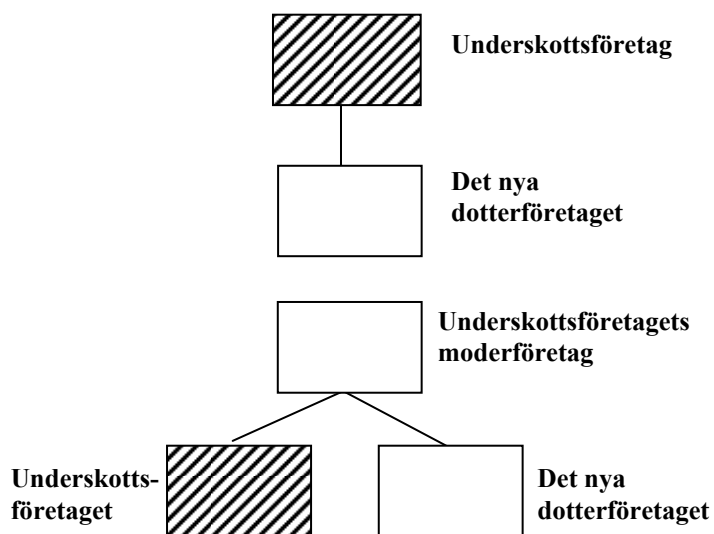 Underskottsföretag
Det nya
dotterföretaget
Underskottsföretagets
moderföretag
Underskotts-
företaget
Det nya
dotterföretaget